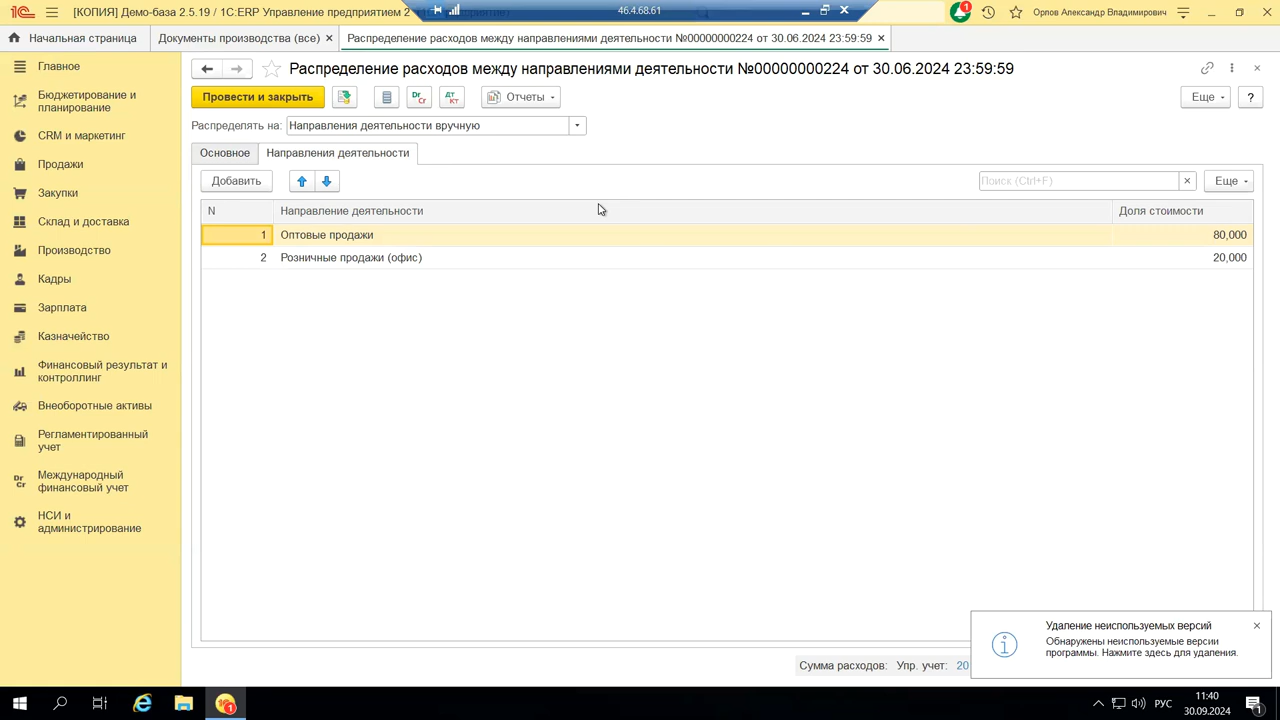 [КОПИЯ] Демо-база 2.5.19 / 1С:ERP Управление предприятием 2
46.4.68.61
1
Орлов Александр Владимирович
Начальная страница
Документы производства (все) ×
Распределение расходов между направлениями деятельности №00000000224 от 30.06.2024 23:59:59 ×
Главное
Бюджетирование и
планирование
CRM и маркетинг
Продажи
Закупки
Склад и доставка
Производство
Кадры
Зарплата
Казначейство
Финансовый результат и
контроллинг
Внеоборотные активы
Регламентированный
учет
Международный
финансовый учет
НСИ и
администрирование
Распределение расходов между направлениями деятельности №00000000224 от 30.06.2024 23:59:59
Провести и закрыть
Dr
Cr
Дт
Кт
Отчеты
Еще
?
Распределять на: Направления деятельности вручную
Основное
Направления деятельности
Добавить
Поиск (Ctrl+F)
×
Еще
N Направление деятельности Доля стоимости
1 Оптовые продажи 80,000
2 Розничные продажи (офис) 20,000
Сумма расходов: Упр. учет: 20
Удаление неиспользуемых версий
Обнаружены неиспользуемые версии
программы. Нажмите здесь для удаления.
РУС
11:40
30.09.2024
1